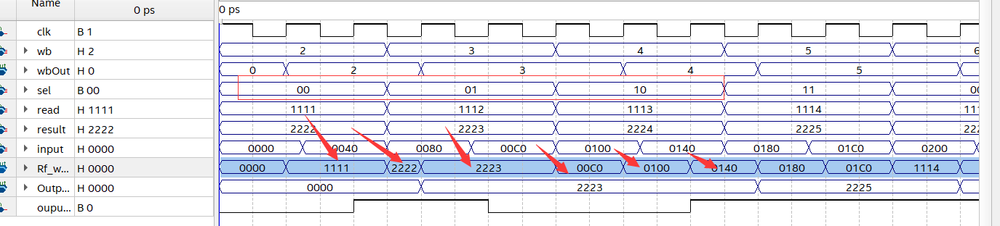 Name 0 ps 0 ps
clk B 1
wb H 2 2 3 4 5 6
wbOut H 0 0 2 3 4 5
sel B 00 00 01 10 11 00
read H 1111 1111 1112 1113 1114 111
result H 2222 2222 2223 2224 2225 222
input H 0000 0000 0040 0080 00C0 0100 0140 0180 01C0 0200
Rf_w... H 0000 0000 1111 2222 2223 00C0 0100 0140 0180 01C0 1114
Outp... H 0000 0000 2223 2225
oupu... B 0